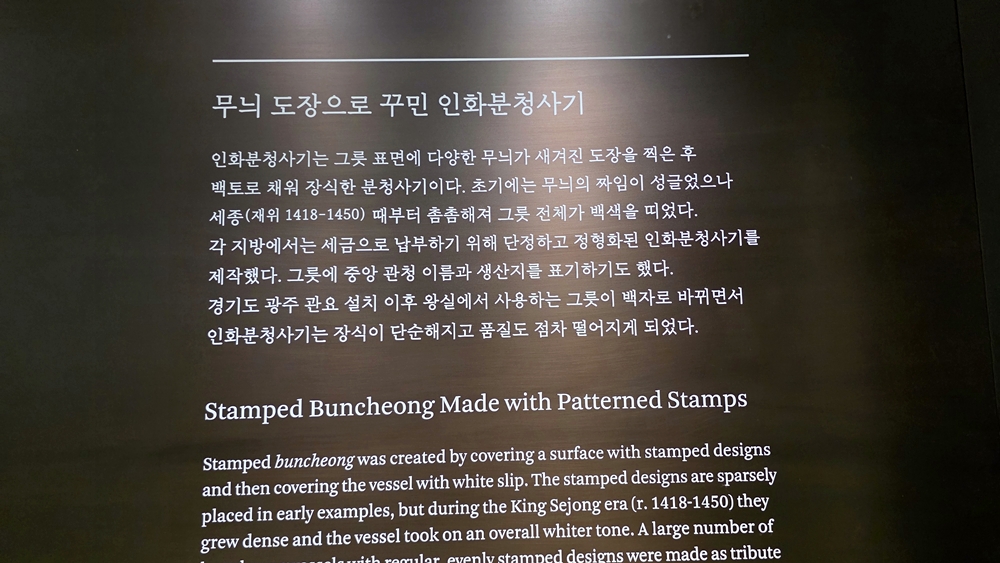 무늬 도장으로 꾸민 인화분청사기
인화분청사기는 그릇 표면에 다양한 무늬가 새겨진 도장을 찍은 후
백토로 채워 장식한 분청사기이다. 초기에는 무늬의 짜임이 성글었으나
세종(재위 1418-1450) 때부터 촘촘해져 그릇 전체가 백색을 띠었다.
각 지방에서는 세금으로 납부하기 위해 단정하고 정형화된 인화분청사기를
제작했다. 그릇에 중앙 관청 이름과 생산지를 표기하기도 했다.
경기도 광주 관요 설치 이후 왕실에서 사용하는 그릇이 백자로 바뀌면서
인화분청사기는 장식이 단순해지고 품질도 점차 떨어지게 되었다.
Stamped Buncheong Made with Patterned Stamps
Stamped buncheong was created by covering a surface with stamped designs
and then covering the vessel with white slip. The stamped designs are sparsely
placed in early examples, but during the King Sejong era (r. 1418-1450) they
grew dense and the vessel took on an overall whiter tone. A large number of
vessels with regular, evenly stamped designs were made as tribute